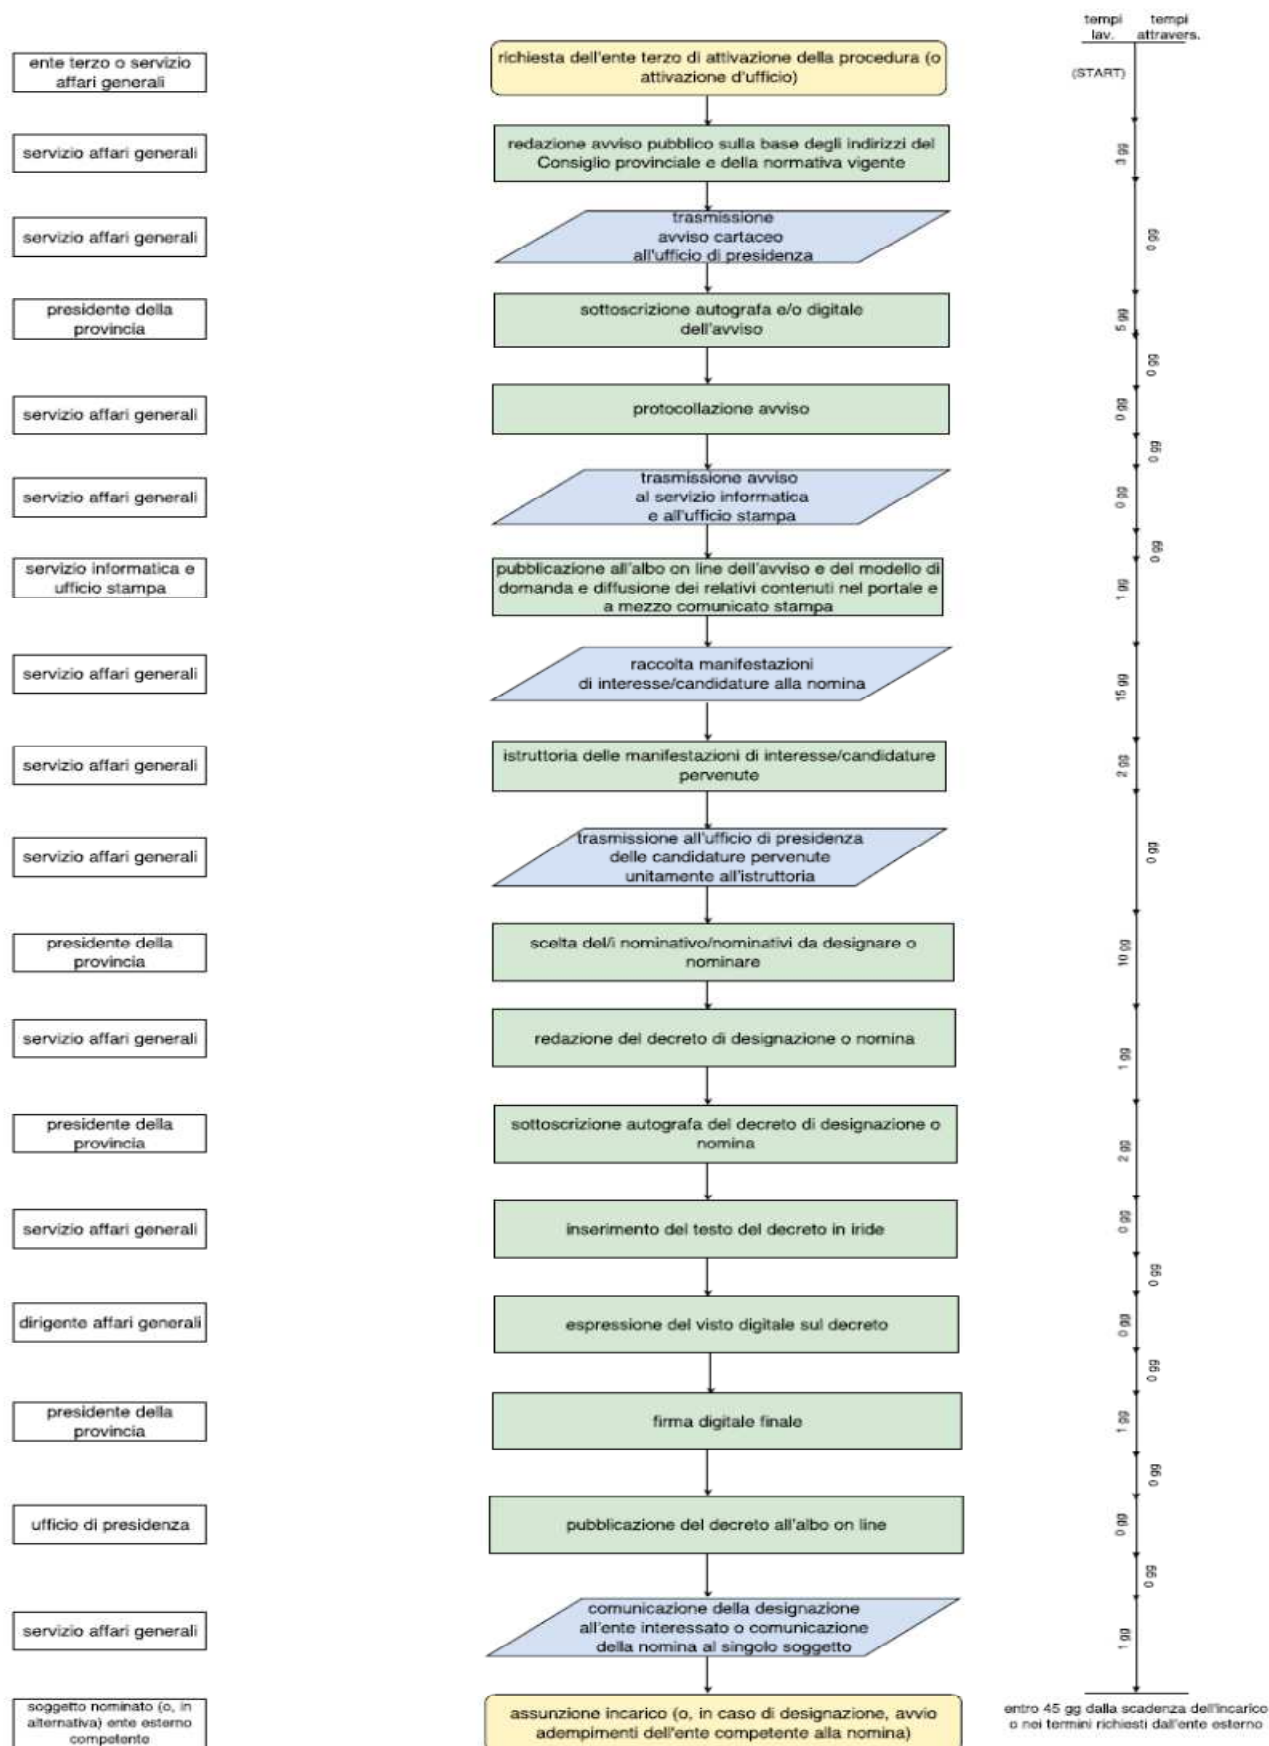 tempi lav.
tempi attravers.
ente terzo o servizio
affari generali
richiesta dell'ente terzo di attivazione della procedura (o
attivazione d'ufficio)
(START)
servizio affari generali
redazione avviso pubblico sulla base degli indirizzi del
Consiglio provinciale e della normativa vigente
3 gg
servizio affari generali
trasmissione
avviso cartaceo
all'ufficio di presidenza
0 gg
presidente della
provincia
sottoscrizione autografa e/o digitale
dell'avviso
5 gg
0 gg
servizio affari generali
protocollazione avviso
0 gg
0 gg
servizio affari generali
trasmissione avviso
al servizio informatica
e all'ufficio stampa
0 gg
0 gg
servizio informatica e
ufficio stampa
pubblicazione all'albo on line dell'avviso e del modello di
domanda e diffusione dei relativi contenuti nel portale e
a mezzo comunicato stampa
1 gg
servizio affari generali
raccolta manifestazioni
di interesse/candidature alla nomina
15 gg
servizio affari generali
istruttoria delle manifestazioni di interesse/candidature
pervenute
2 gg
servizio affari generali
trasmissione all'ufficio di presidenza
delle candidature pervenute
unitamente all'istruttoria
0 gg
presidente della
provincia
scelta del/i nominativo/nominativi da designare o
nominare
10 gg
servizio affari generali
redazione del decreto di designazione o nomina
1 gg
presidente della
provincia
sottoscrizione autografa del decreto di designazione o
nomina
2 gg
servizio affari generali
inserimento del testo del decreto in iride
0 gg
0 gg
dirigente affari generali
espressione del visto digitale sul decreto
0 gg
0 gg
presidente della
provincia
firma digitale finale
1 gg
0 gg
ufficio di presidenza
pubblicazione del decreto all'albo on line
0 gg
0 gg
servizio affari generali
comunicazione della designazione
all'ente interessato o comunicazione
della nomina al singolo soggetto
1 gg
soggetto nominato (o, in
alternativa) ente esterno
competente
assunzione incarico (o, in caso di designazione, avvio
adempimenti dell'ente competente alla nomina)
entro 45 gg dalla scadenza dell'incarico
o nei termini richiesti dall'ente esterno